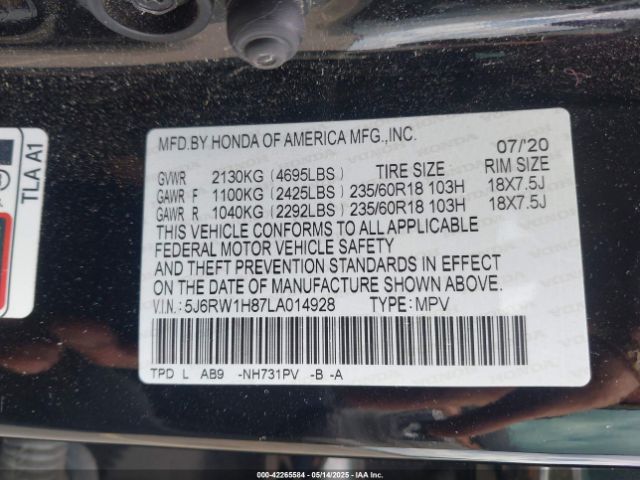 MFD.BY HONDA OF AMERICA MFG.,INC. 07/'20
GVWR 2130KG (4695LBS) TIRE SIZE RIM SIZE
GAWR F 1100KG (2425LBS) 235/60R18 103H 18X7.5J
GAWR R 1040KG (2292LBS) 235/60R18 103H 18X7.5J
THIS VEHICLE CONFORMS TO ALL APPLICABLE
FEDERAL MOTOR VEHICLE SAFETY
AND THEFT PREVENTION STANDARDS IN EFFECT
ON THE DATE OF MANUFACTURE SHOWN ABOVE.
V.I.N.: 5J6RW1H87LA014928 TYPE: MPV
TPD L AB9 -NH731PV -B -A
TLA A1
000-42265584 | 05/14/2025 | IAA Inc.